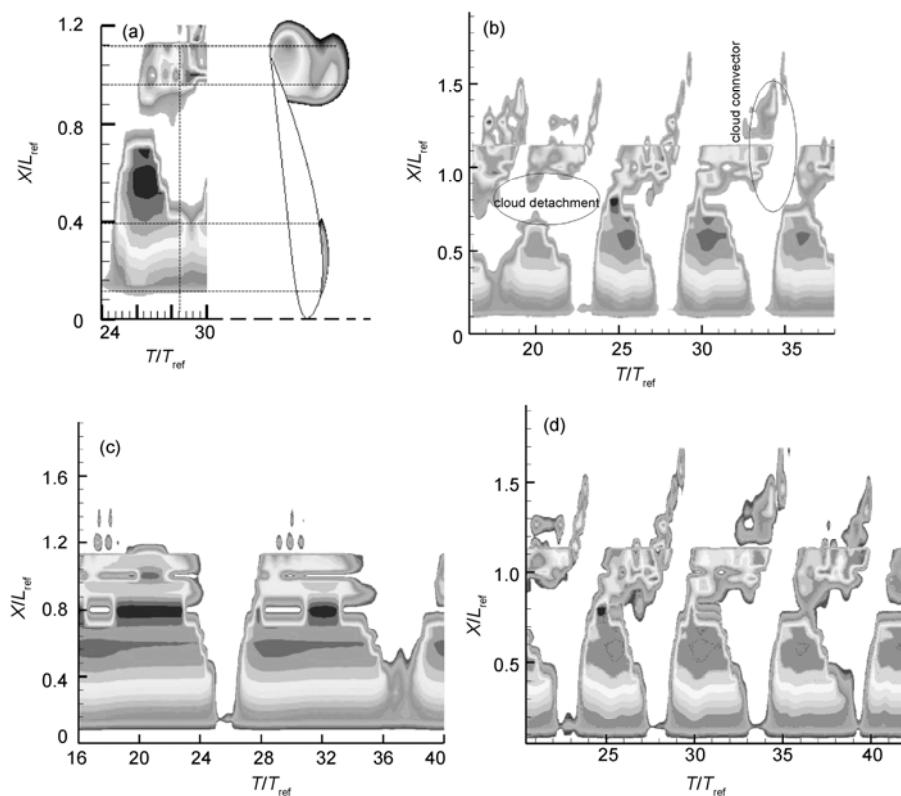 (a)
1.2
0.8
0.4
0
X/Lref
24
30
T/Tref
(b)
1.5
1.0
0.5
0
X/Lref
cloud connvector
cloud detachment
20
25
30
35
T/Tref
(c)
1.6
1.2
0.8
0.4
0
X/Lref
16
20
24
28
32
36
40
T/Tref
(d)
1.5
1.0
0.5
X/Lref
25
30
35
40
T/Tref